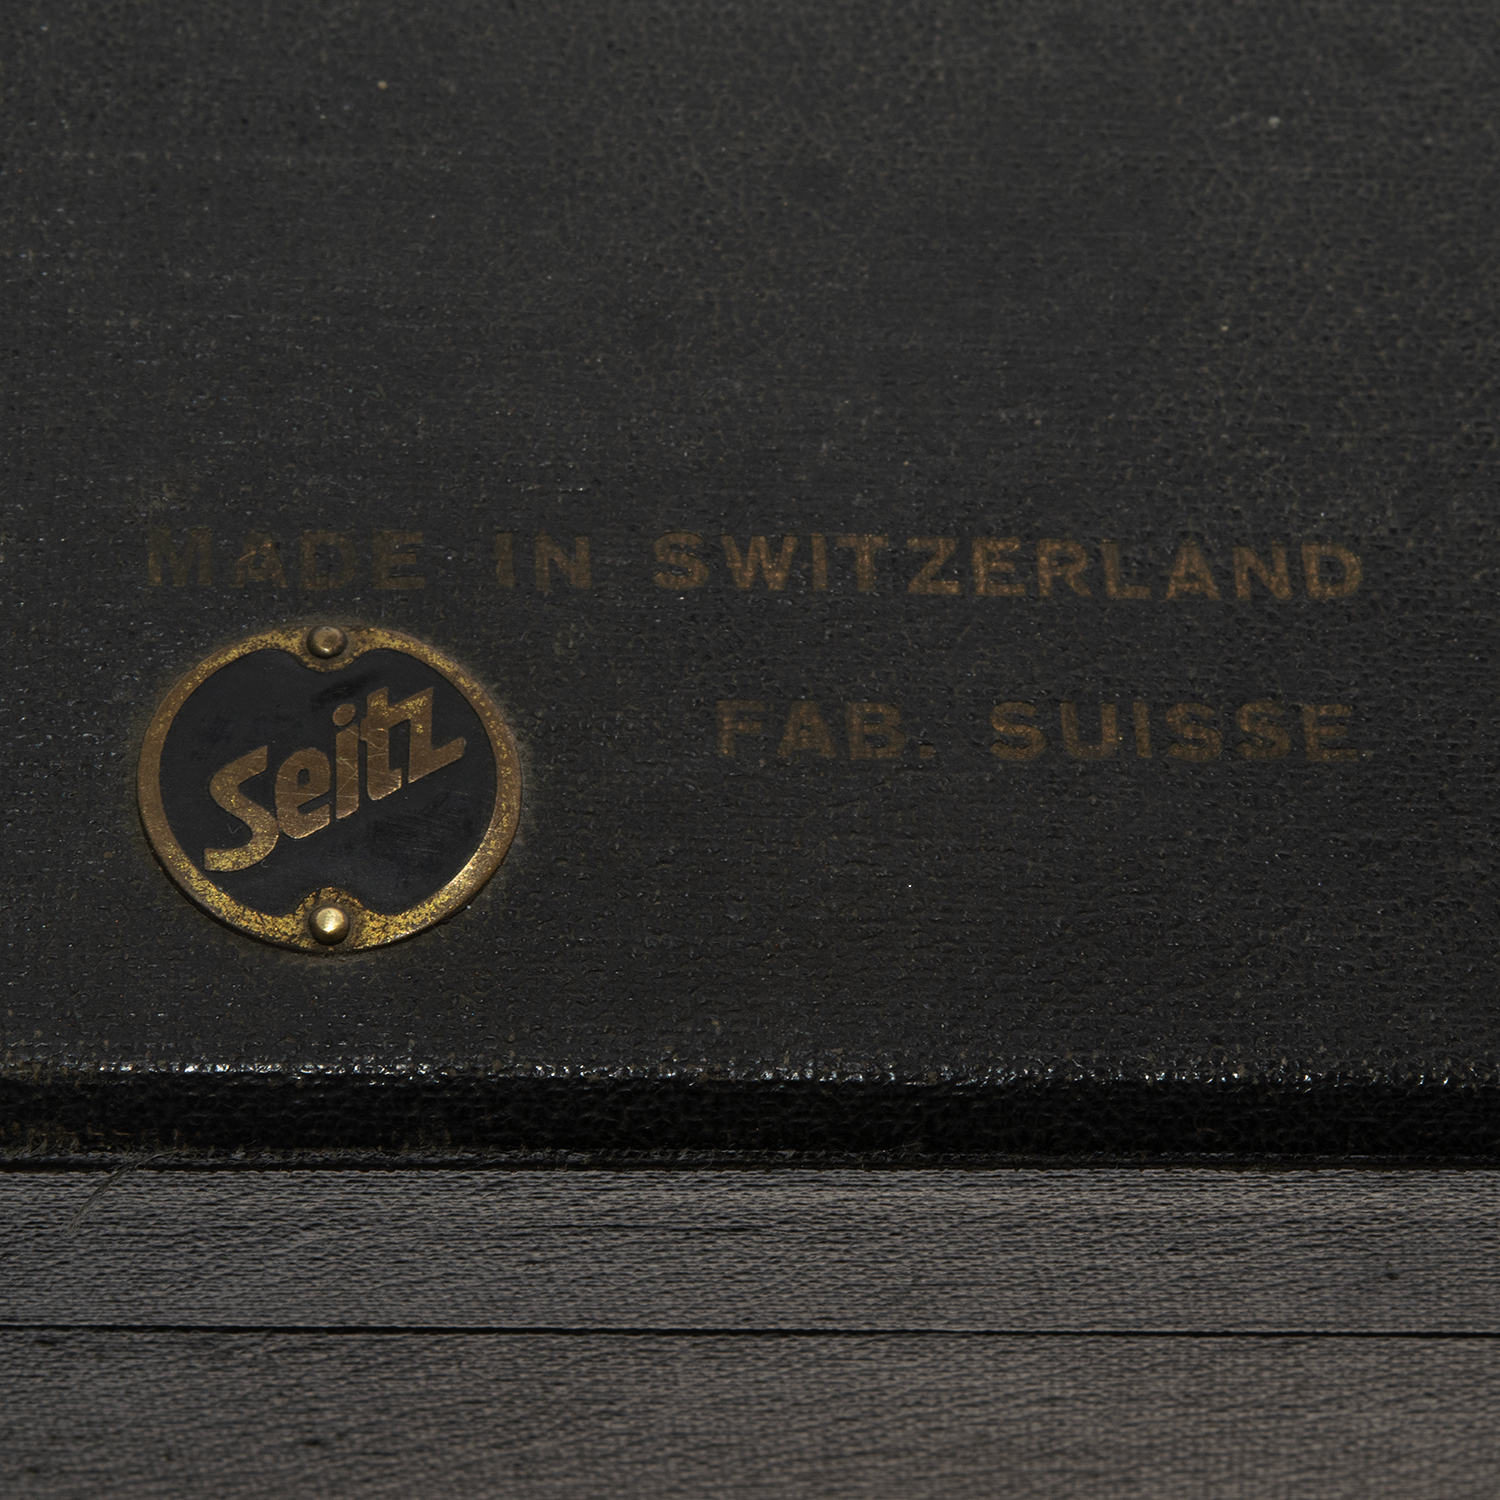 MADE IN SWITZERLAND
FAB. SUISSE
Seitz